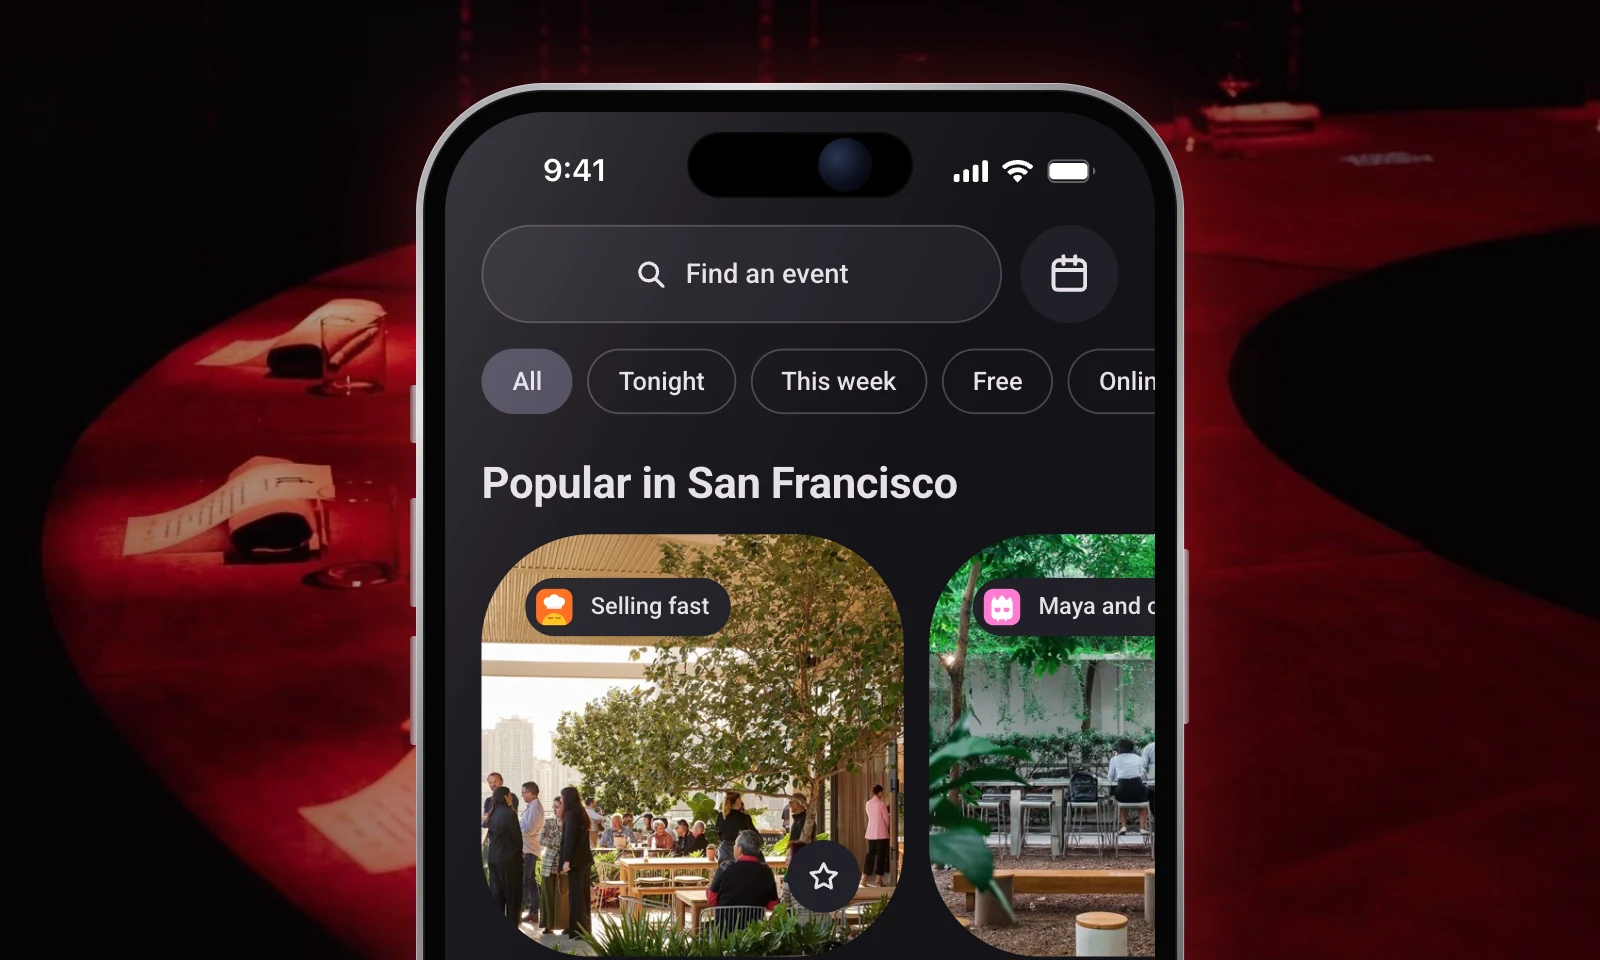 9:41
Find an event
All
Tonight
This week
Free
Onlin
Popular in San Francisco
Selling fast
Maya and